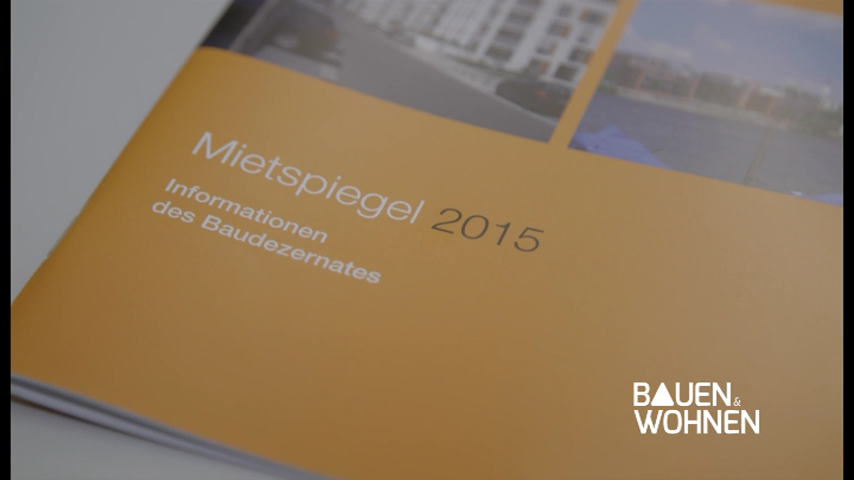 Mietspiegel 2015
Informationen
des Baudezernates
BAUEN &
WOHNEN